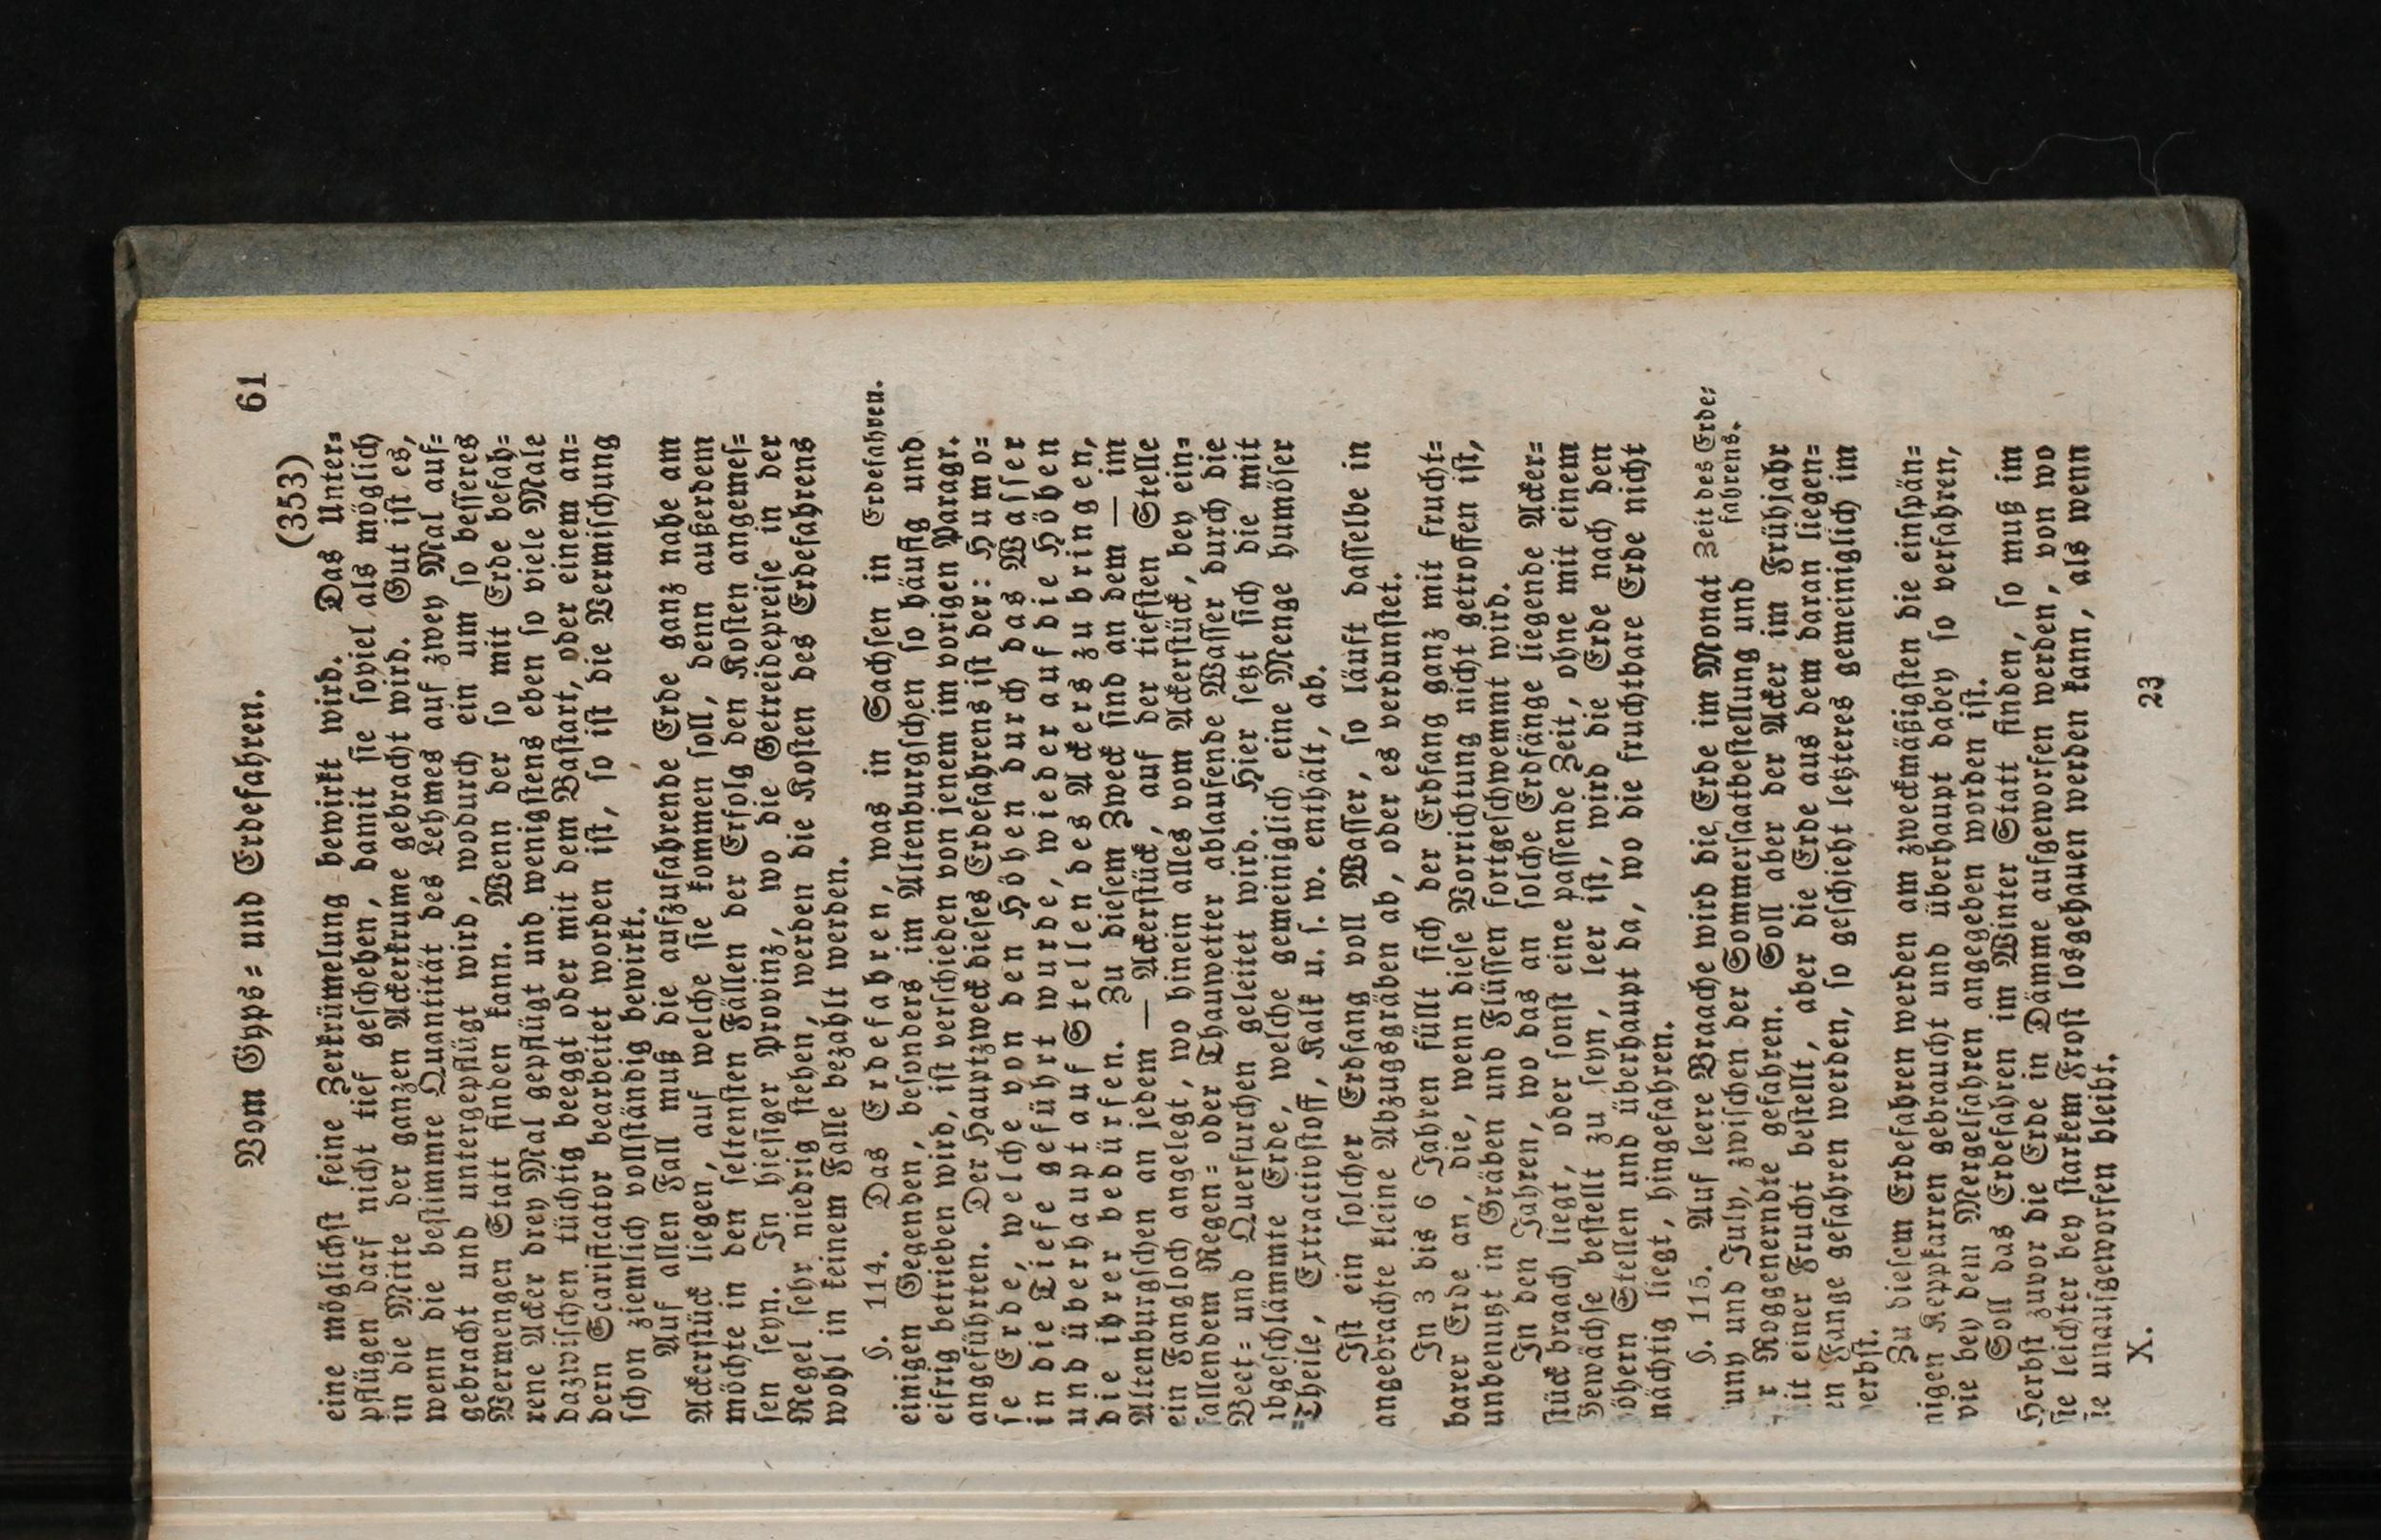 Vom Gyps= und Erdefahren. 61
(353)
eine möglichſt feine Zerkrümelung bewirkt wird. Das Unter=
pflügen darf nicht tief geſchehen, damit ſie ſoviel als möglich
in die Mitte der ganzen Ackerkrume gebracht wird. Gut iſt es,
wenn die beſtimmte Quantität des Lehmes auf zwey Mal auf=
gebracht und untergepflügt wird, wodurch ein um ſo beſſeres
Vermengen Statt finden kann. Wenn der ſo mit Erde befah=
rene Acker drey Mal gepflügt und wenigſtens eben ſo viele Male
dazwiſchen tüchtig beeggt oder mit dem Baſtart, oder einem an=
dern Scarificator bearbeitet worden iſt, ſo iſt die Vermiſchung
ſchon ziemlich vollſtändig bewirkt.
Auf allen Fall muß die aufzufahrende Erde ganz nahe am
Ackerſtück liegen, auf welche ſie kommen ſoll, denn außerdem
möchte in den ſeltenſten Fällen der Erfolg den Koſten angemeſ=
ſen ſeyn. In hieſiger Provinz, wo die Getreidepreiſe in der
Regel ſehr niedrig ſtehen, werden die Koſten des Erdefahrens
wohl in keinem Falle bezahlt werden.
§. 114. Das Erdefahren, was in Sachſen in Erdefahren.
einigen Gegenden, beſonders im Altenburgſchen ſo häufig und
eifrig betrieben wird, iſt verſchieden von jenem im vorigen Paragr.
angeführten. Der Hauptzweck dieſes Erdefahrens iſt der: Humo=
ſe Erde, welche von den Höhen durch das Waſſer
in die Tiefe geführt wurde, wieder auf die Höhen
und überhaupt auf Stellen des Ackers zu bringen,
die ihrer bedürfen. Zu dieſem Zweck ſind an dem — im
Altenburgſchen an jedem — Ackerſtück, auf der tiefſten Stelle
ein Fangloch angelegt, wo hinein alles vom Ackerſtück, bey ein=
fallendem Regen= oder Thauwetter ablaufende Waſſer durch die
Beet= und Querfurchen geleitet wird. Hier ſetzt ſich die mit
abgeſchlämmte Erde, welche gemeiniglich eine Menge humöſer
=Theile, Extractivſtoff, Kalk u. ſ. w. enthält, ab.
Iſt ein ſolcher Erdfang voll Waſſer, ſo läuft daſſelbe in
angebrachte kleine Abzugsgräben ab, oder es verdunſtet.
In 3 bis 6 Jahren füllt ſich der Erdfang ganz mit frucht=
barer Erde an, die, wenn dieſe Vorrichtung nicht getroffen iſt,
unbenutzt in Gräben und Flüſſen fortgeſchwemmt wird.
In den Jahren, wo das an ſolche Erdfänge liegende Acker=
ſtück braach liegt, oder ſonſt eine paſſende Zeit, ohne mit einem
Gewächſe beſtellt zu ſeyn, leer iſt, wird die Erde nach den
höhern Stellen und überhaupt da, wo die fruchtbare Erde nicht
mächtig liegt, hingefahren.
§. 115. Auf leere Braache wird die Erde im Monat Zeit des Erde=
Juny und July, zwiſchen der Sommerſaatbeſtellung und fahrens.
r Roggenerndte gefahren. Soll aber der Acker im Frühjahr
it einer Frucht beſtellt, aber die Erde aus dem daran liegen=
en Fange gefahren werden, ſo geſchieht letzteres gemeiniglich im
erbſt.
Zu dieſem Erdefahren werden am zweckmäßigſten die einſpän=
nigen Keppkarren gebraucht und überhaupt dabey ſo verfahren,
wie bey dem Mergelfahren angegeben worden iſt.
Soll das Erdefahren im Winter Statt finden, ſo muß im
Herbſt zuvor die Erde in Dämme aufgeworfen werden, von wo
ſie leichter bey ſtarkem Froſt losgehauen werden kann, als wenn
ſie unaufgeworfen bleibt.
X. 23